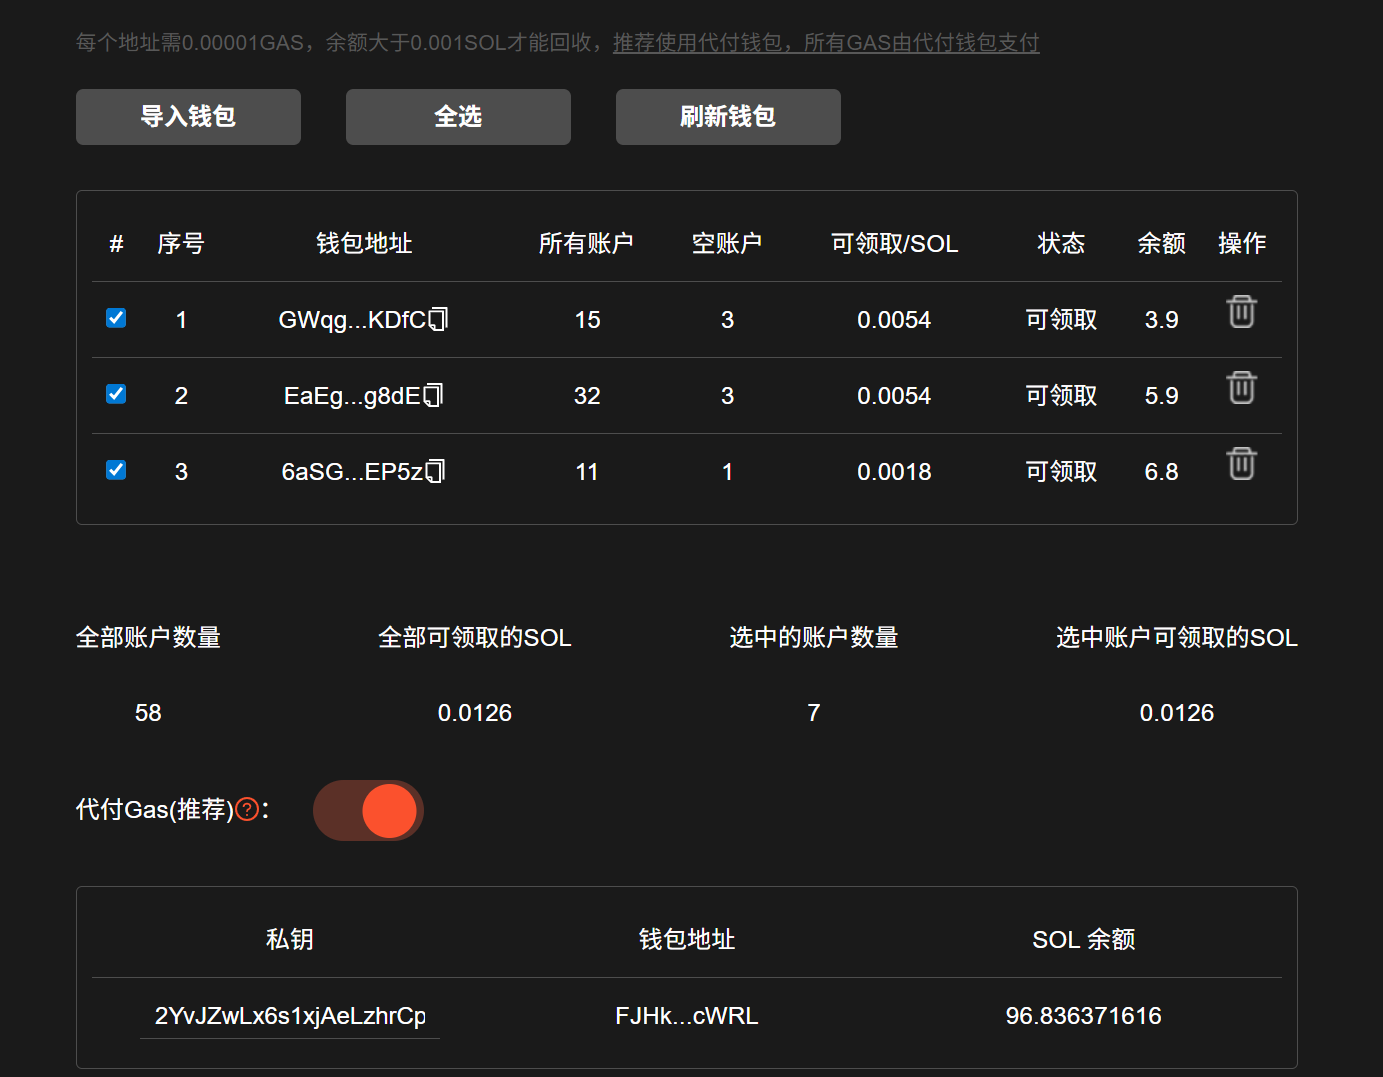 每个地址需0.00001GAS，余额大于0.001SOL才能回收，推荐使用代付钱包，所有GAS由代付钱包支付
导入钱包 全选 刷新钱包
# 序号 钱包地址 所有账户 空账户 可领取/SOL 状态 余额 操作
1 GWqg...KDfC 15 3 0.0054 可领取 3.9
2 EaEg...g8dE 32 3 0.0054 可领取 5.9
3 6aSG...EP5z 11 1 0.0018 可领取 6.8
全部账户数量 全部可领取的SOL 选中的账户数量 选中账户可领取的SOL
58 0.0126 7 0.0126
代付Gas(推荐)?：
私钥 钱包地址 SOL 余额
2YvJZwLx6s1xjAeLzhrCp FJHk...cWRL 96.836371616